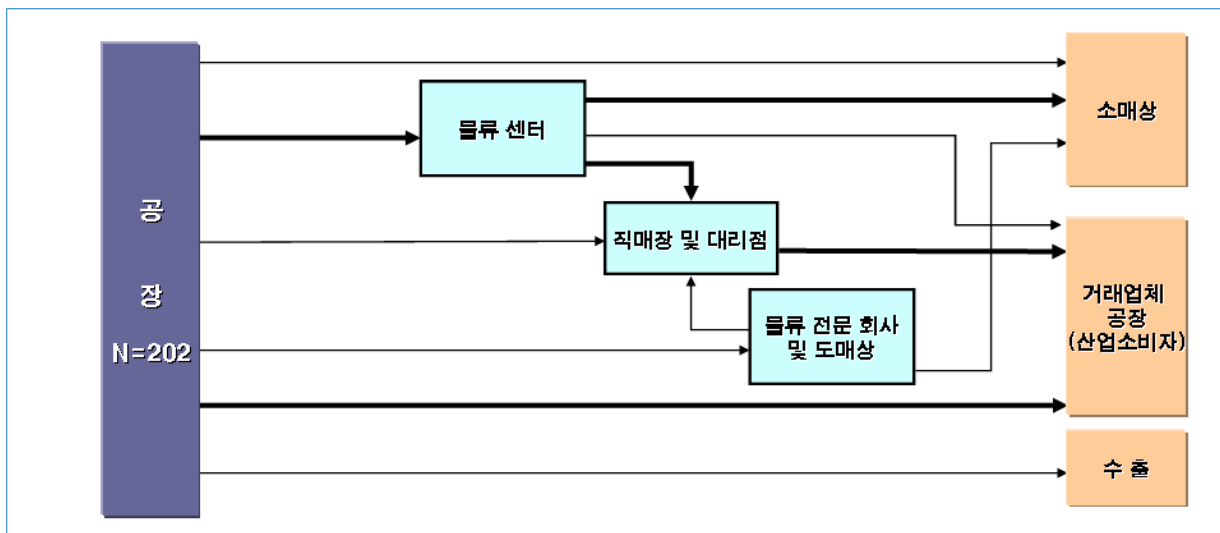 공
장
N=202
물류 센터
직매장 및 대리점
물류 전문 회사
및 도매상
소매상
거래업체
공장
(산업소비자)
수 출